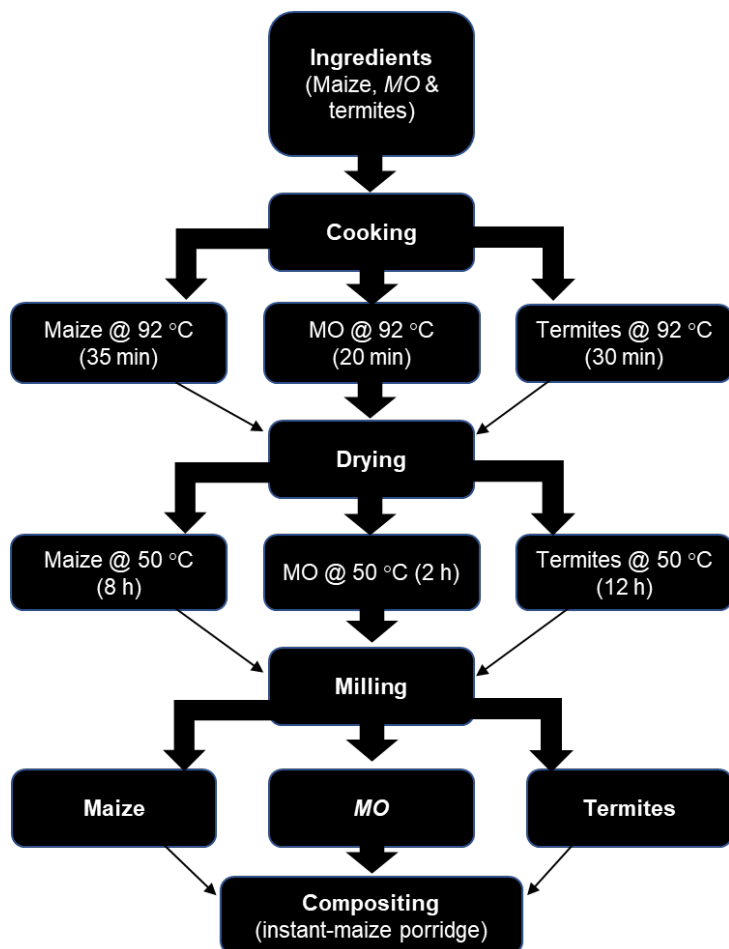 Ingredients
(Maize, MO &
termites)
Cooking
Maize @ 92 °C
(35 min)
MO @ 92 °C
(20 min)
Termites @ 92 °C
(30 min)
Drying
Maize @ 50 °C
(8 h)
MO @ 50 °C (2 h)
Termites @ 50 °C
(12 h)
Milling
Maize
MO
Termites
Compositing
(instant-maize porridge)